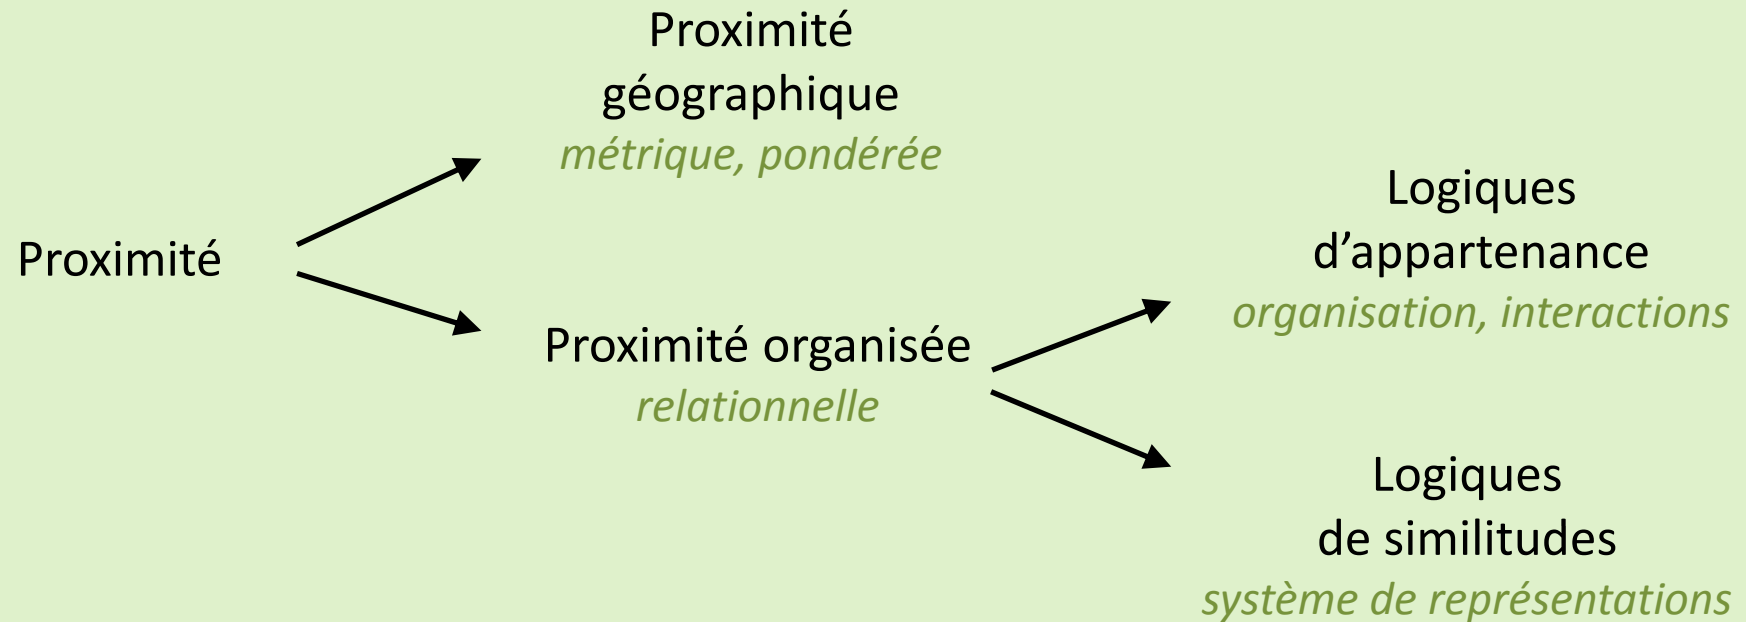 Proximité
Proximité
géographique
métrique, pondérée
Proximité organisée
relationnelle
Logiques
d’appartenance
organisation, interactions
Logiques
de similitudes
système de représentations